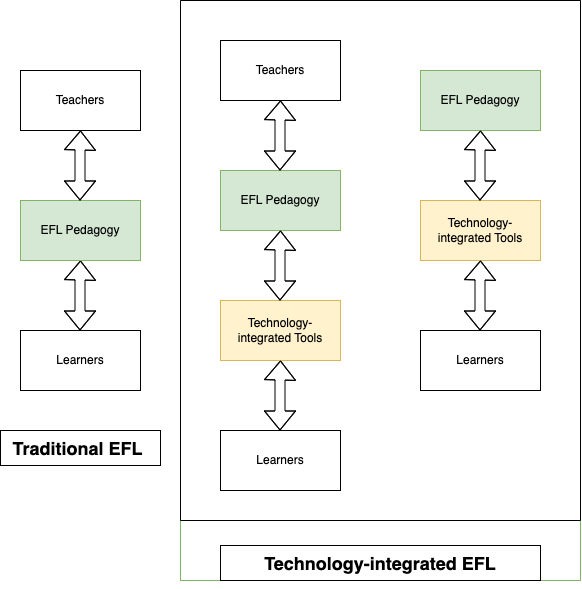 Teachers
EFL Pedagogy
Learners
Traditional EFL
Teachers
EFL Pedagogy
Technology-
integrated Tools
Learners
EFL Pedagogy
Technology-
integrated Tools
Learners
Technology-integrated EFL